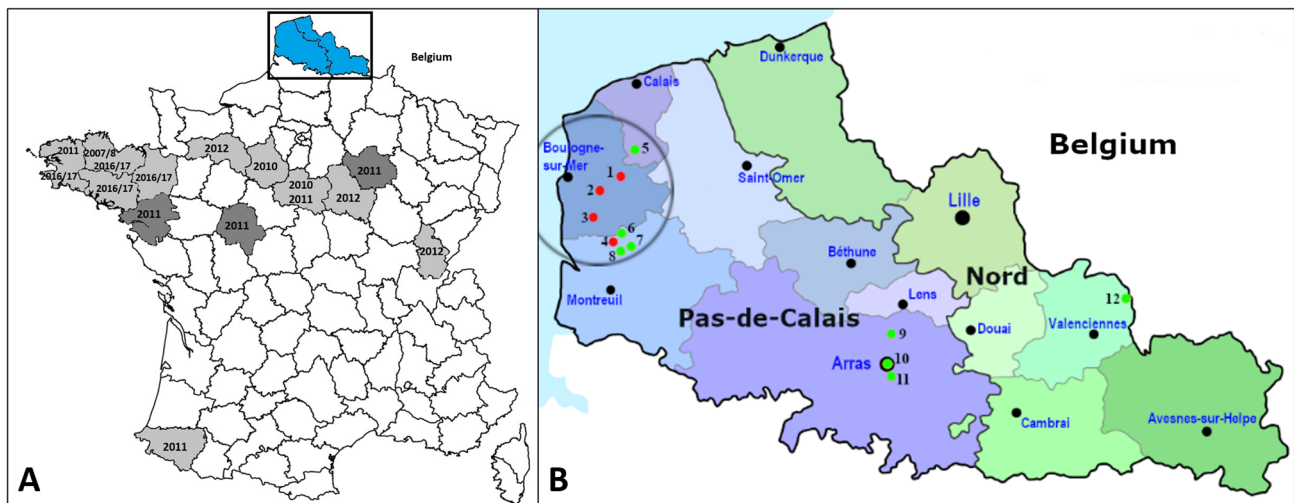 Belgium
2011
2007/8
2016/17
2016/17
2016/17
2016/17
2012
2010
2010
2011
2011
2012
2011
2011
2012
2011
A
Dunkerque
Calais
Belgium
Boulogne-
sur-Mer
5
1
2
3
4
6
7
8
Saint-Omer
Lille
Béthune
Nord
Montreuil
Lens
12
Pas-de-Calais
Douai
Valenciennes
9
Arras
10
11
Cambrai
Avesnes-sur-Helpe
B